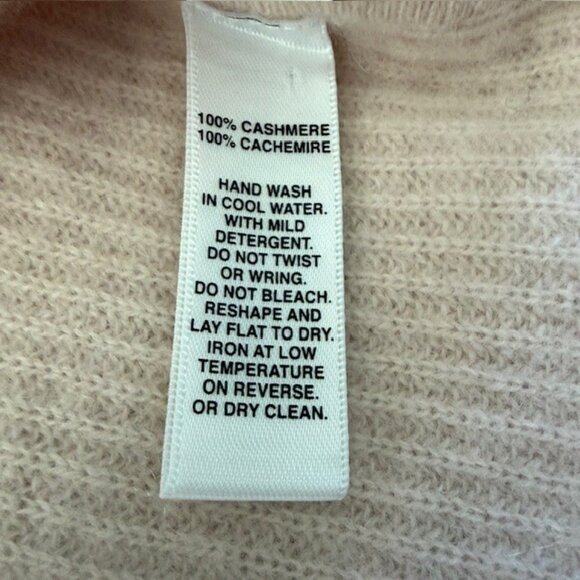 100% CASHMERE
100% CACHEMIRE
HAND WASH
IN COOL WATER.
WITH MILD
DETERGENT.
DO NOT TWIST
OR WRING.
DO NOT BLEACH.
RESHAPE AND
LAY FLAT TO DRY.
IRON AT LOW
TEMPERATURE
ON REVERSE.
OR DRY CLEAN.